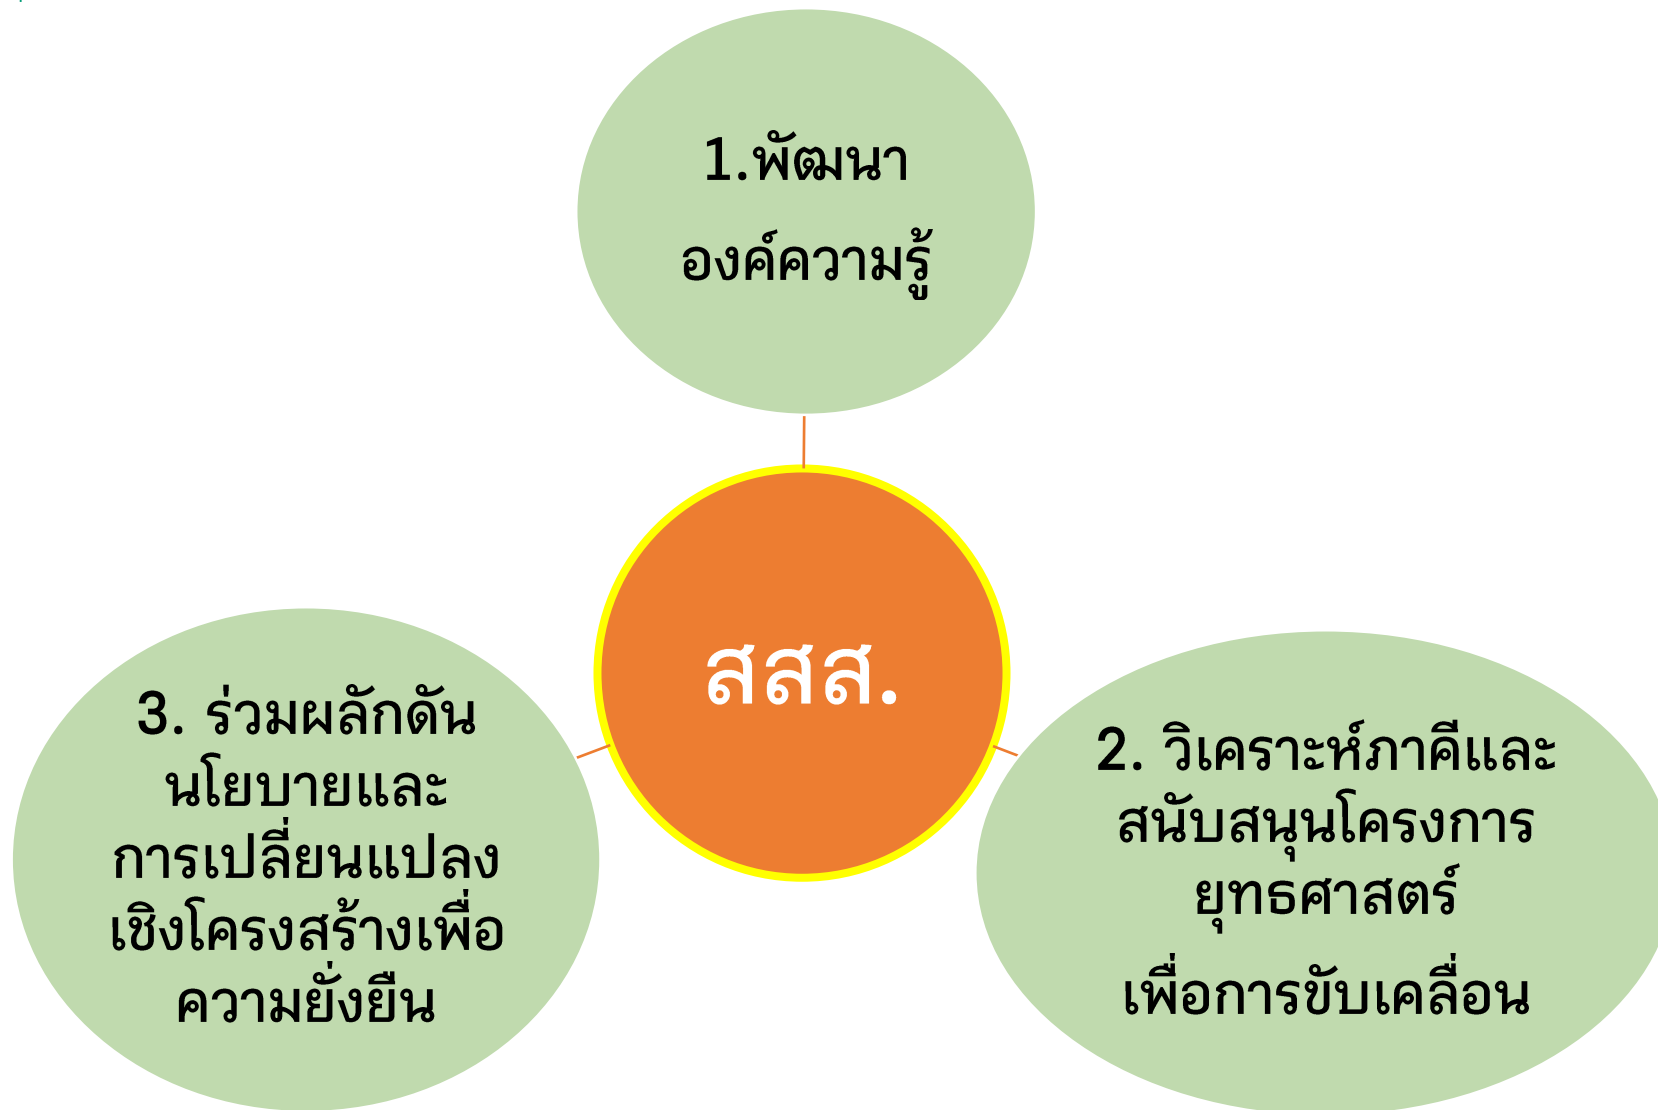 1.พัฒนา
องค์ความรู้
สสส.
2. วิเคราะห์ภาคีและ
สนับสนุนโครงการ
ยุทธศาสตร์
เพื่อการขับเคลื่อน
3. ร่วมผลักดัน
นโยบายและ
การเปลี่ยนแปลง
เชิงโครงสร้างเพื่อ
ความยั่งยืน